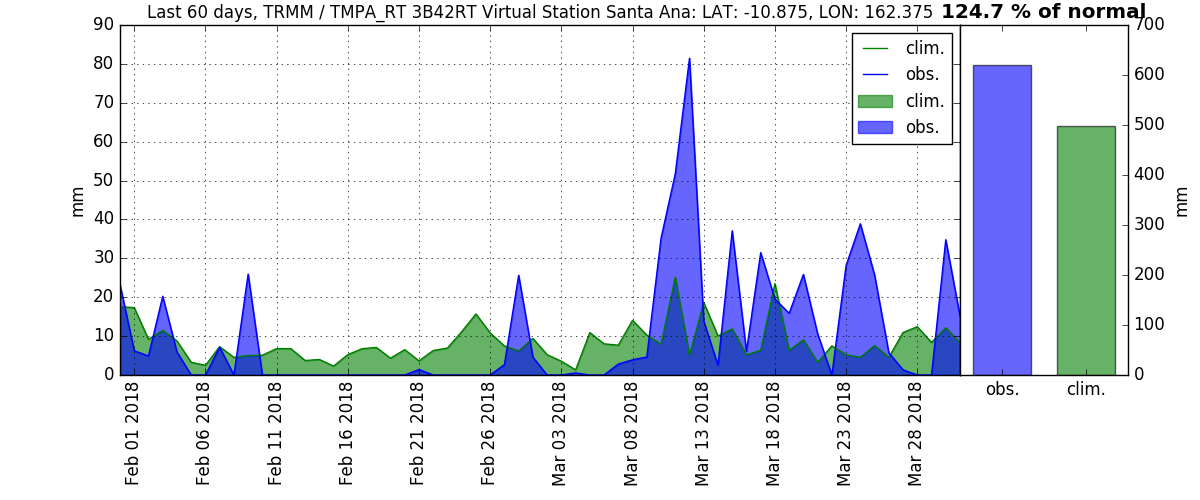 Last 60 days, TRMM / TMPA_RT 3B42RT Virtual Station Santa Ana: LAT: -10.875, LON: 162.375 124.7 % of normal
90
80
70
60
50
40
30
20
10
0
mm
clim.
obs.
clim.
obs.
Feb 01 2018
Feb 06 2018
Feb 11 2018
Feb 16 2018
Feb 21 2018
Feb 26 2018
Mar 03 2018
Mar 08 2018
Mar 13 2018
Mar 18 2018
Mar 23 2018
Mar 28 2018
700
600
500
400
300
200
100
0
mm
obs. clim.